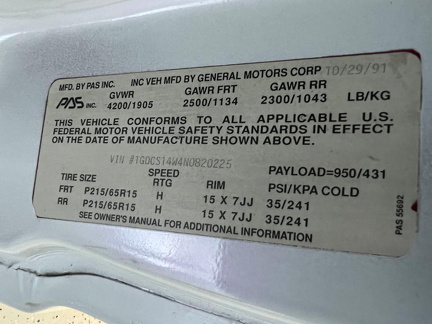 MFD. BY PAS INC. INC VEH MFD BY GENERAL MOTORS CORP 10/29/91
GVWR GAWR FRT GAWR RR
PAS INC. 4200/1905 2500/1134 2300/1043 LB/KG
THIS VEHICLE CONFORMS TO ALL APPLICABLE U.S.
FEDERAL MOTOR VEHICLE SAFETY STANDARDS IN EFFECT
ON THE DATE OF MANUFACTURE SHOWN ABOVE.
VIN #1GDCS14W4N0820225
SPEED PAYLOAD=950/431
TIRE SIZE RTG RIM PSI/KPA COLD
FRT P215/65R15 H 15 X 7JJ 35/241
RR P215/65R15 H 15 X 7JJ 35/241
SEE OWNER'S MANUAL FOR ADDITIONAL INFORMATION
PAS 55692